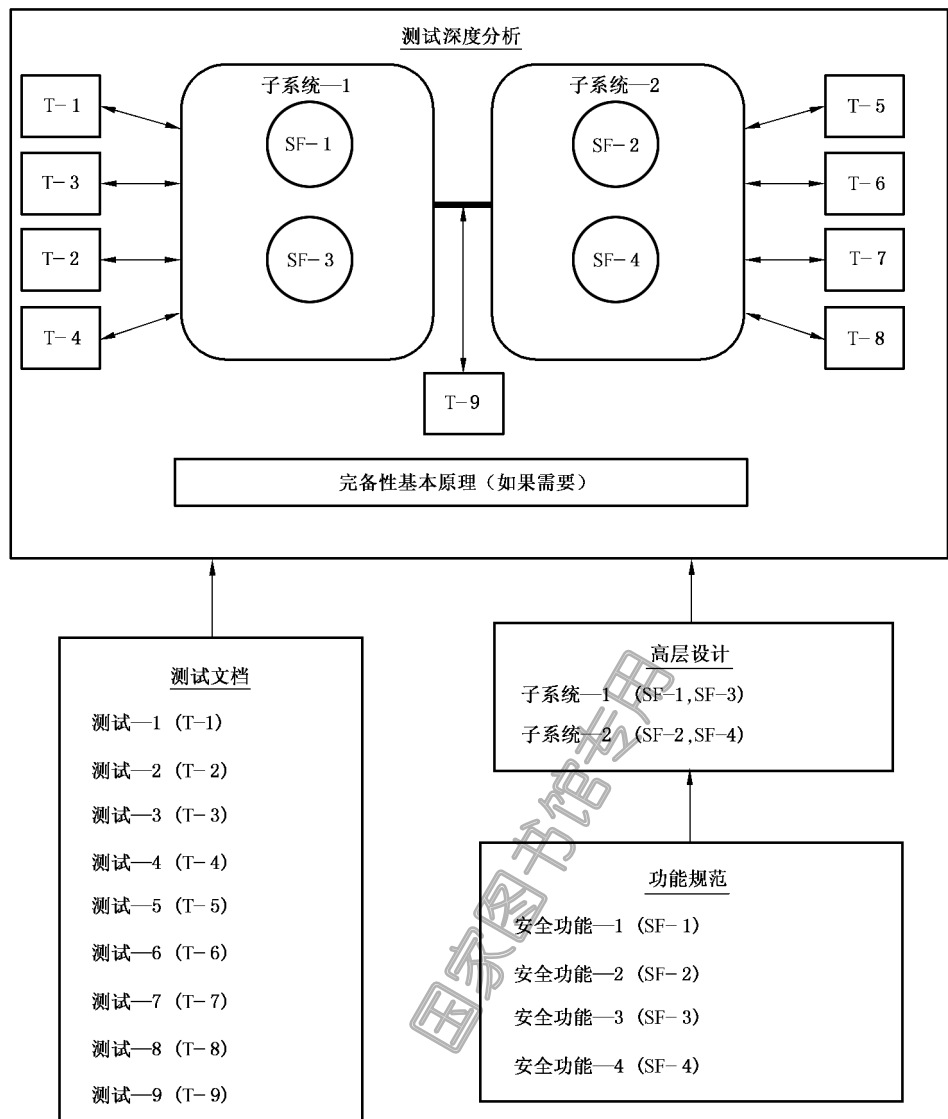 测试深度分析
子系统—1
子系统—2
T-1
SF-1
SF-2
T-5
T-3
T-6
T-2
SF-3
SF-4
T-7
T-4
T-8
T-9
完备性基本原理（如果需要）
测试文档
测试—1 (T-1)
测试—2 (T-2)
测试—3 (T-3)
测试—4 (T-4)
测试—5 (T-5)
测试—6 (T-6)
测试—7 (T-7)
测试—8 (T-8)
测试—9 (T-9)
高层设计
子系统—1 (SF-1,SF-3)
子系统—2 (SF-2,SF-4)
功能规范
安全功能—1 (SF-1)
安全功能—2 (SF-2)
安全功能—3 (SF-3)
安全功能—4 (SF-4)
国家图书馆专用